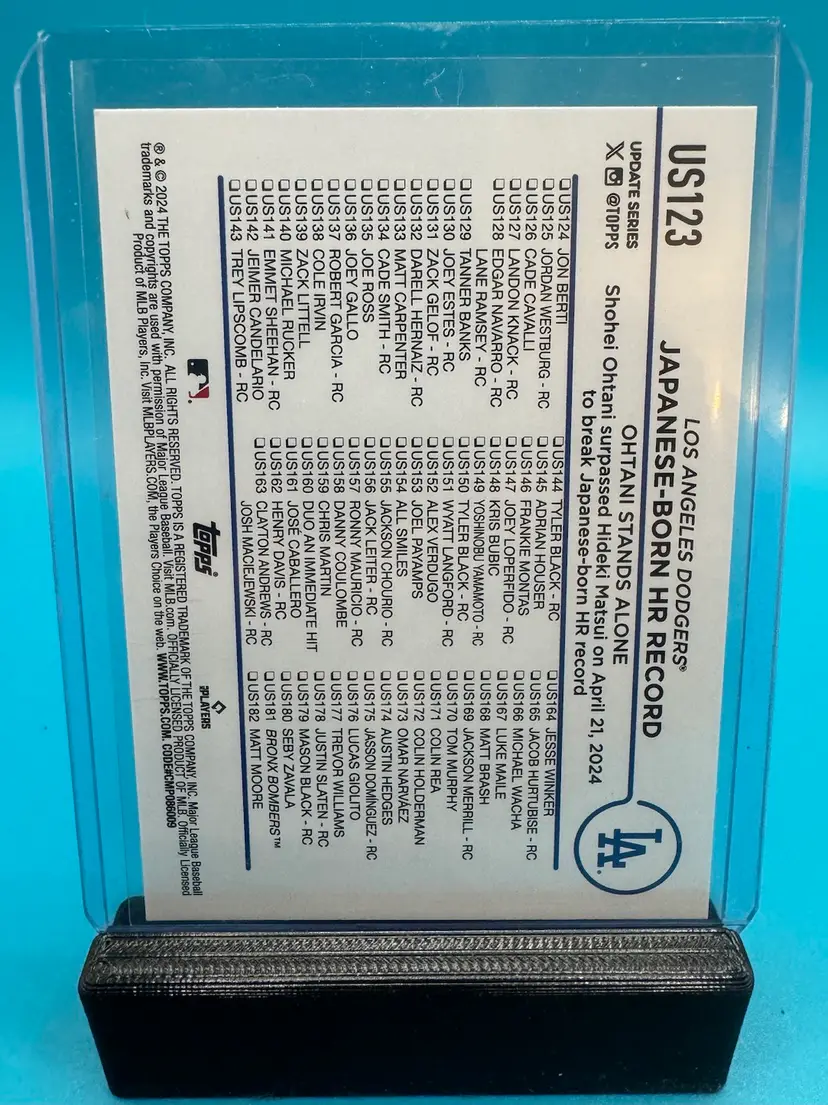 US123
LOS ANGELES DODGERS®
JAPANESE-BORN HR RECORD
UPDATE SERIES
@TOPPS
OHTANI STANDS ALONE
Shohei Ohtani surpassed Hideki Matsui on April 21, 2024
to break Japanese-born HR record
LA
US124 JON BERTI
US125 JORDAN WESTBURG - RC
US126 CADE CAVALLI
US127 LANDON KNACK - RC
US128 EDGAR NAVARRO - RC
LANE RAMSEY - RC
US129 TANNER BANKS
US130 JOEY ESTES - RC
US131 ZACK GELOF - RC
US132 DARELL HERNAIZ - RC
US133 MATT CARPENTER
US134 CADE SMITH - RC
US135 JOE ROSS
US136 JOEY GALLO
US137 ROBERT GARCIA - RC
US138 COLE IRVIN
US139 ZACK LITTELL
US140 MICHAEL RUCKER
US141 EMMET SHEEHAN - RC
US142 JEIMER CANDELARIO
US143 TREY LIPSCOMB - RC
US144 TYLER BLACK - RC
US145 ADRIAN HOUSER
US146 FRANKIE MONTAS
US147 JOEY LOPERFIDO - RC
US148 KRIS BUBIC
US149 YOSHINOBU YAMAMOTO - RC
US150 TYLER BLACK - RC
US151 WYATT LANGFORD - RC
US152 ALEX VERDUGO
US153 JOEL PAYAMPS
US154 ALL SMILES
US155 JACKSON CHOURIO - RC
US156 JACK LEITER - RC
US157 RONNY MAURICIO - RC
US158 DANNY COULOMBE
US159 CHRIS MARTIN
US160 DUO AN IMMEDIATE HIT
US161 JOSÉ CABALLERO
US162 HENRY DAVIS - RC
US163 CLAYTON ANDREWS - RC
JOSH MACIEJEWSKI - RC
US164 JESSE WINKER
US165 JACOB HURTUBISE - RC
US166 MICHAEL WACHA
US167 LUKE MAILE
US168 MATT BRASH
US169 JACKSON MERRILL - RC
US170 TOM MURPHY
US171 COLIN REA
US172 COLIN HOLDERMAN
US173 OMAR NARVÁEZ
US174 AUSTIN HEDGES
US175 JASSON DOMÍNGUEZ - RC
US176 LUCAS GIOLITO
US177 TREVOR WILLIAMS
US178 JUSTIN SLATEN - RC
US179 MASON BLACK - RC
US180 SEBY ZAVALA
US181 BRONX BOMBERS™
US182 MATT MOORE
topps
PLAYERS
® & © 2024 THE TOPPS COMPANY, INC. ALL RIGHTS RESERVED. TOPPS IS A REGISTERED TRADEMARK OF THE TOPPS COMPANY, INC. Major League Baseball
trademarks and copyrights are used with permission of Major League Baseball. Visit MLB.com. OFFICIALLY LICENSED PRODUCT OF MLB. Officially Licensed
Product of MLB Players, Inc. Visit MLBPLAYERS.COM, the Players Choice on the web. WWW.TOPPS.COM. CODE#CMP086009